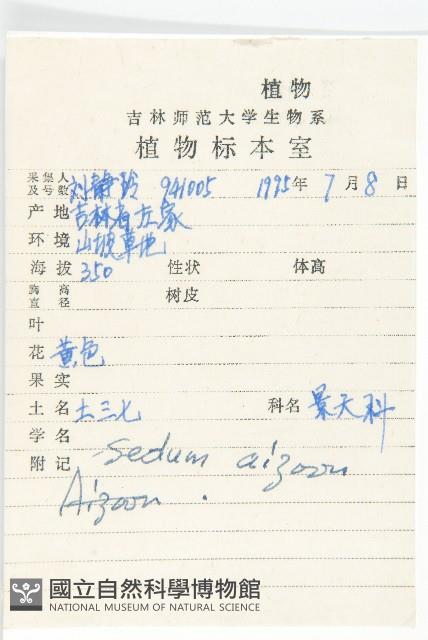 植物
吉林师范大学生物系
植物标本室
采集人及号数 刘静玲 941005 1995年 7月 8日
产地 吉林省左家
环境 山坡草地
海拔 350 性状 体高
胸高直径 树皮
叶
花 黄色
果实
土名 土三七 科名 景天科
学名 Sedum aizoon
附记 Aizoon.
國立自然科學博物館
NATIONAL MUSEUM OF NATURAL SCIENCE